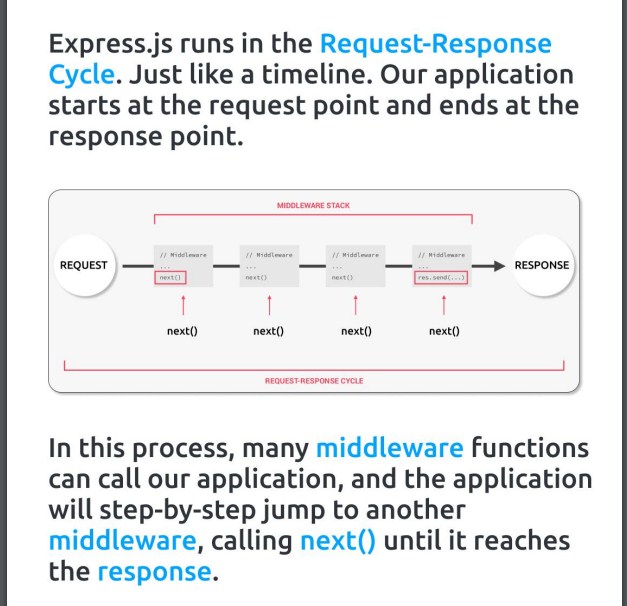 Express.js runs in the Request-Response
Cycle. Just like a timeline. Our application
starts at the request point and ends at the
response point.
MIDDLEWARE STACK
REQUEST
// Middleware
...
next()
// Middleware
...
next()
// Middleware
...
next()
// Middleware
...
res.send(...)
RESPONSE
next()
next()
next()
next()
REQUEST-RESPONSE CYCLE
In this process, many middleware functions
can call our application, and the application
will step-by-step jump to another
middleware, calling next() until it reaches
the response.